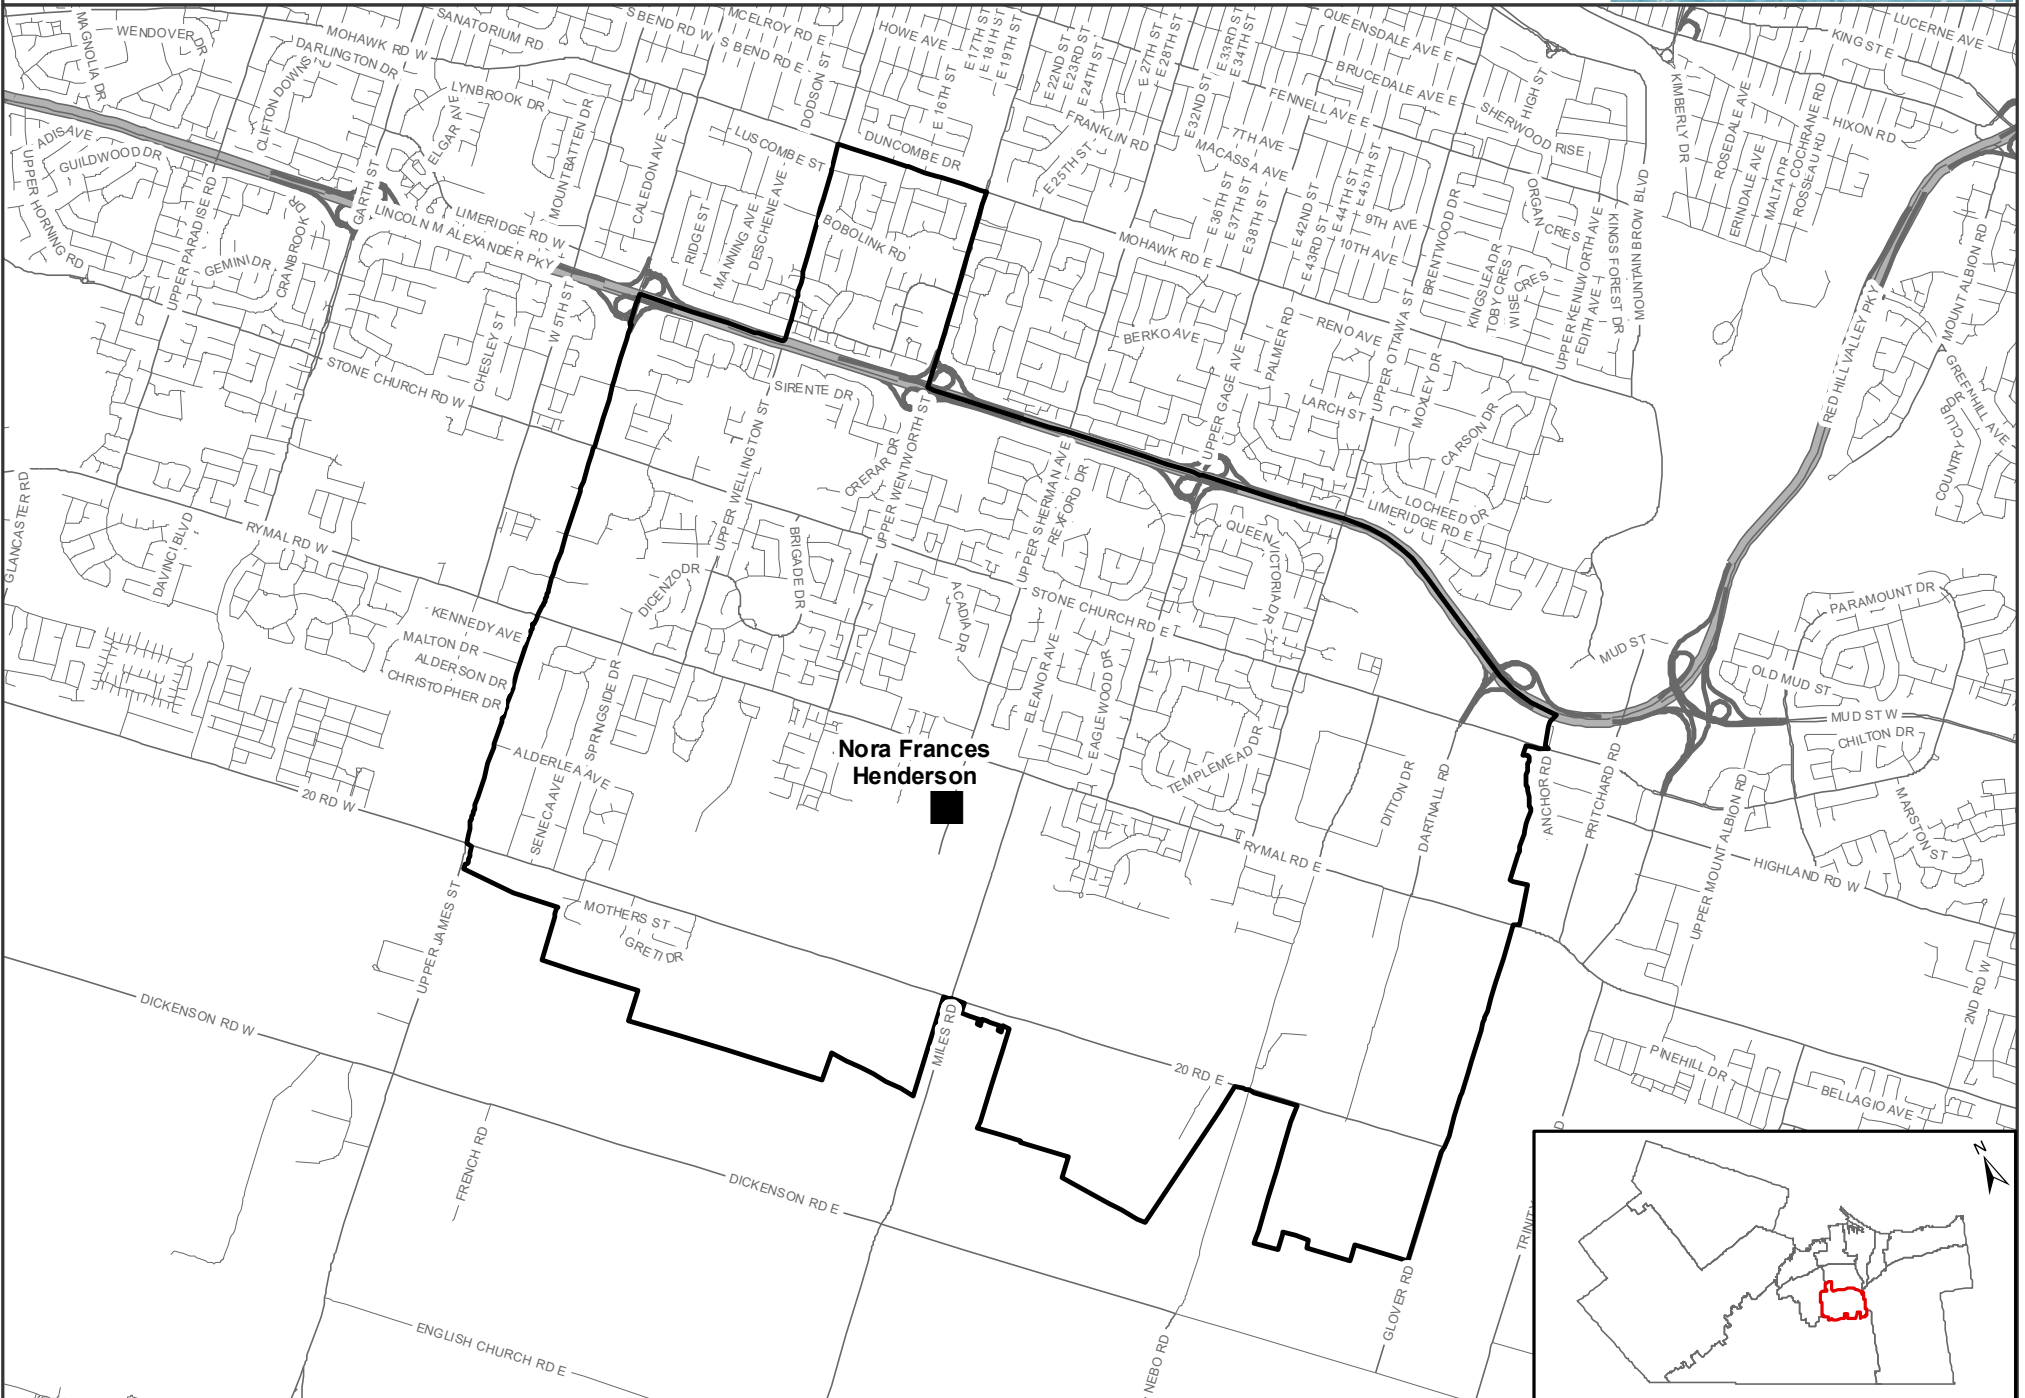 WENDOVER DR
MAGNOLIA DR
MOHAWK RD W
DARLINGTON DR
CLIFTON DOWNS
SANATORIUM RD
LYNBROOK DR
ELGAR AVE
MOUNTBATTEN DR
S BEND RD W
S BEND RD E
MCELROY RD E
HOWE AVE
DODSON ST
E 16TH ST
E 17TH ST
E 18TH ST
E 19TH ST
E 22ND ST
E 23RD ST
E 24TH ST
E 27TH ST
E 28TH ST
E 33RD ST
E 34TH ST
QUEENSDALE AVE E
BRUCEDALE AVE E
FENNELL AVE E
HIGH ST
SHERWOOD RISE
KIMBERLY DR
LUCERNE AVE
KING ST E
HIXON RD
ROSEDALE AVE
COCHRANE RD
ROSSEAU RD
MALTA DR
ERINDALE AVE
ADIS AVE
GUILDWOOD DR
UPPER HORNING RD
UPPER PARADISE RD
GARTH ST
CRANBROOK DR
GEMINI DR
LINCOLN M ALEXANDER PKY
LIMERIDGE RD W
CALEDON AVE
RIDGE ST
MANNING AVE
DESCHENE AVE
LUSCOMBE ST
DUNCOMBE DR
BOBOLINK RD
FRANKLIN RD
E 25TH ST
E 32ND ST
7TH AVE
MACASSA AVE
E 36TH ST
E 37TH ST
E 38TH ST
E 42ND ST
E 43RD ST
E 44TH ST
E 45TH ST
9TH AVE
10TH AVE
BRENTWOOD DR
ORGAN CRES
KINGSLEA DR
TOBY CRES
WISE CRES
EDITH AVE
UPPER KENILWORTH AVE
KINGS FOREST DR
MOUNTAIN BROW BLVD
MOUNT ALBION RD
RED HILL VALLEY PKY
GREENHILL AVE
COUNTRY CLUB DR
MOHAWK RD E
BERKO AVE
RENO AVE
PALMER RD
UPPER GAGE AVE
UPPER OTTAWA ST
MOXLEY DR
LARCH ST
CARSON DR
LOCHEED DR
LIMERIDGE RD E
STONE CHURCH RD W
CHESLEY ST
W 5TH ST
SIRENTE DR
UPPER WELLINGTON ST
CRERAR DR
UPPER WENTWORTH ST
UPPER SHERMAN AVE
REXFORD DR
QUEEN VICTORIA DR
GLANCASTER RD
DAVINCI BLVD
RYMAL RD W
KENNEDY AVE
MALTON DR
ALDERSON DR
CHRISTOPHER DR
DICENZO DR
BRIGADE DR
ACADIA DR
STONE CHURCH RD E
ELEANOR AVE
EAGLEWOOD DR
TEMPLEMEAD DR
MUD ST
PARAMOUNT DR
OLD MUD ST
MUD ST W
CHILTON DR
20 RD W
SPRINGSIDE DR
ALDERLEA AVE
SENECA AVE
Nora Frances
Henderson
DITTON DR
DARTNALL RD
ANCHOR RD
PRITCHARD RD
UPPER MOUNT ALBION RD
MARSTON ST
HIGHLAND RD W
RYMAL RD E
UPPER JAMES ST
MOTHERS ST
GRETI DR
DICKENSON RD W
MILES RD
20 RD E
2ND RD W
PINEHILL DR
BELLAGIO AVE
FRENCH RD
DICKENSON RD E
ENGLISH CHURCH RD E
NEBO RD
GLOVER RD
TRINITY
D
N